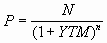 P = N / (1 + YTM)^n